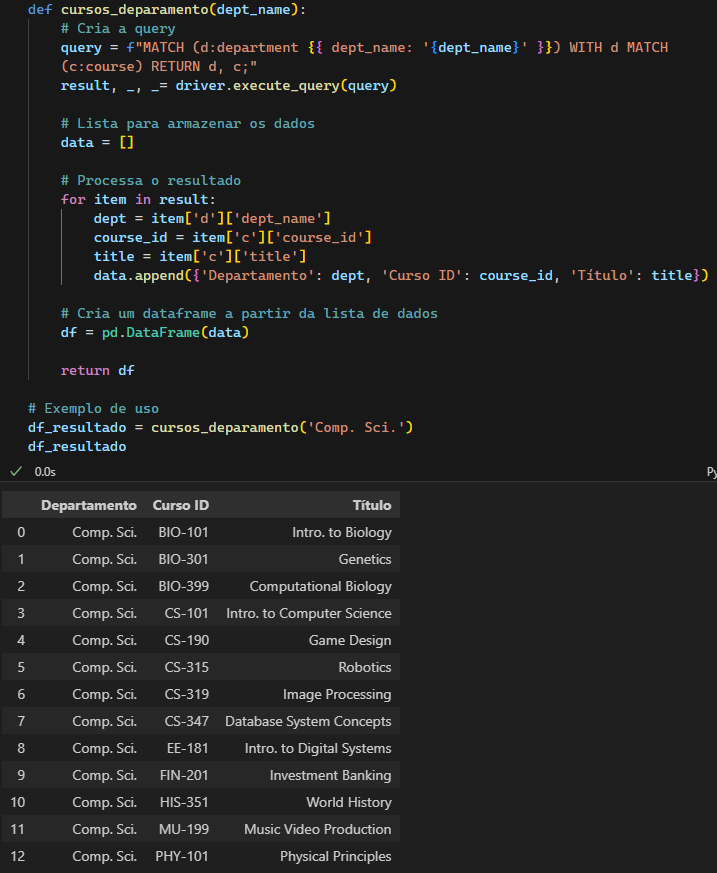 def cursos_deparamento(dept_name):
# Cria a query
query = f"MATCH (d:department {{ dept_name: '{dept_name}' }}) WITH d MATCH
(c:course) RETURN d, c;"
result, _, _= driver.execute_query(query)
# Lista para armazenar os dados
data = []
# Processa o resultado
for item in result:
dept = item['d']['dept_name']
course_id = item['c']['course_id']
title = item['c']['title']
data.append({'Departamento': dept, 'Curso ID': course_id, 'Título': title})
# Cria um dataframe a partir da lista de dados
df = pd.DataFrame(data)
return df
# Exemplo de uso
df_resultado = cursos_deparamento('Comp. Sci.')
df_resultado
0.0s Py
Departamento Curso ID Título
0 Comp. Sci. BIO-101 Intro. to Biology
1 Comp. Sci. BIO-301 Genetics
2 Comp. Sci. BIO-399 Computational Biology
3 Comp. Sci. CS-101 Intro. to Computer Science
4 Comp. Sci. CS-190 Game Design
5 Comp. Sci. CS-315 Robotics
6 Comp. Sci. CS-319 Image Processing
7 Comp. Sci. CS-347 Database System Concepts
8 Comp. Sci. EE-181 Intro. to Digital Systems
9 Comp. Sci. FIN-201 Investment Banking
10 Comp. Sci. HIS-351 World History
11 Comp. Sci. MU-199 Music Video Production
12 Comp. Sci. PHY-101 Physical Principles